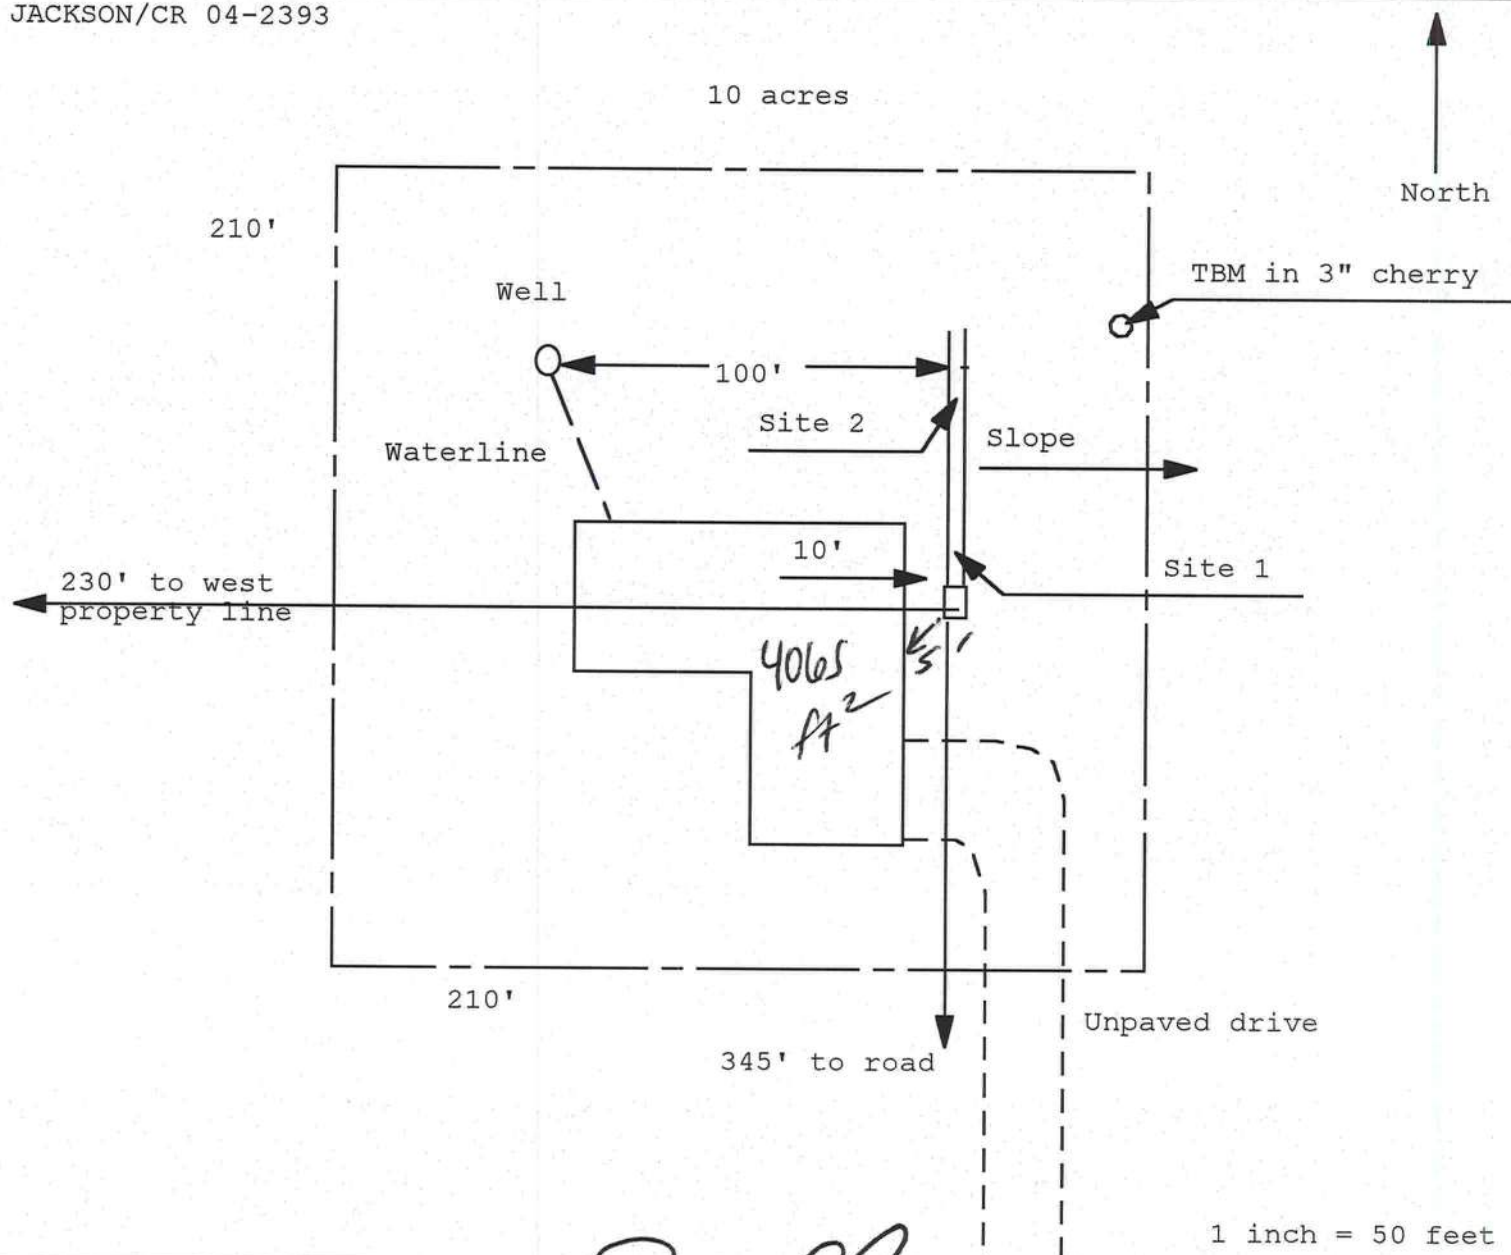 JACKSON/CR 04-2393
10 acres
North
210'
TBM in 3" cherry
Well
100'
Site 2
Slope
Waterline
10'
Site 1
230' to west
property line
5'
4065
ft²
210'
Unpaved drive
345' to road
1 inch = 50 feet